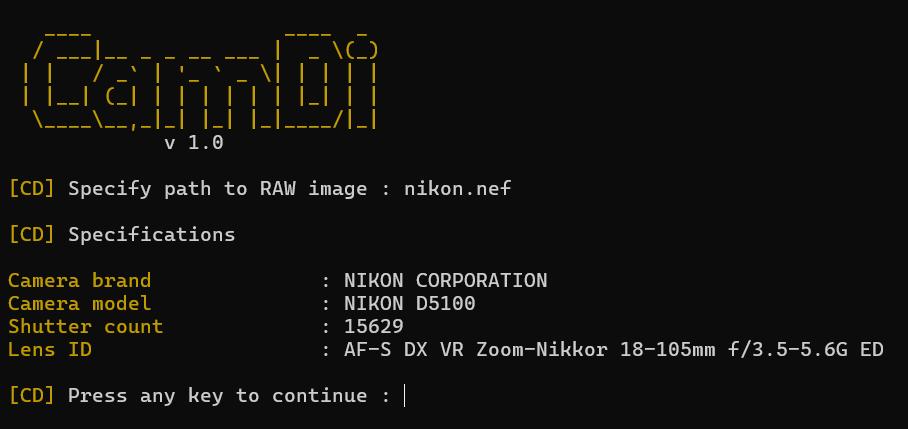 CamDi
v 1.0
[CD] Specify path to RAW image : nikon.nef
[CD] Specifications
Camera brand : NIKON CORPORATION
Camera model : NIKON D5100
Shutter count : 15629
Lens ID : AF-S DX VR Zoom-Nikkor 18-105mm f/3.5-5.6G ED
[CD] Press any key to continue :